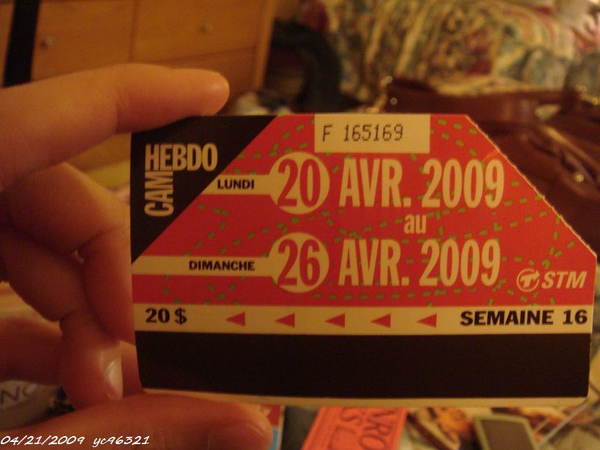 F 165169
CAM HEBDO
LUNDI 20 AVR. 2009
au
DIMANCHE 26 AVR. 2009
STM
20 $ SEMAINE 16
04/21/2009 yc96321